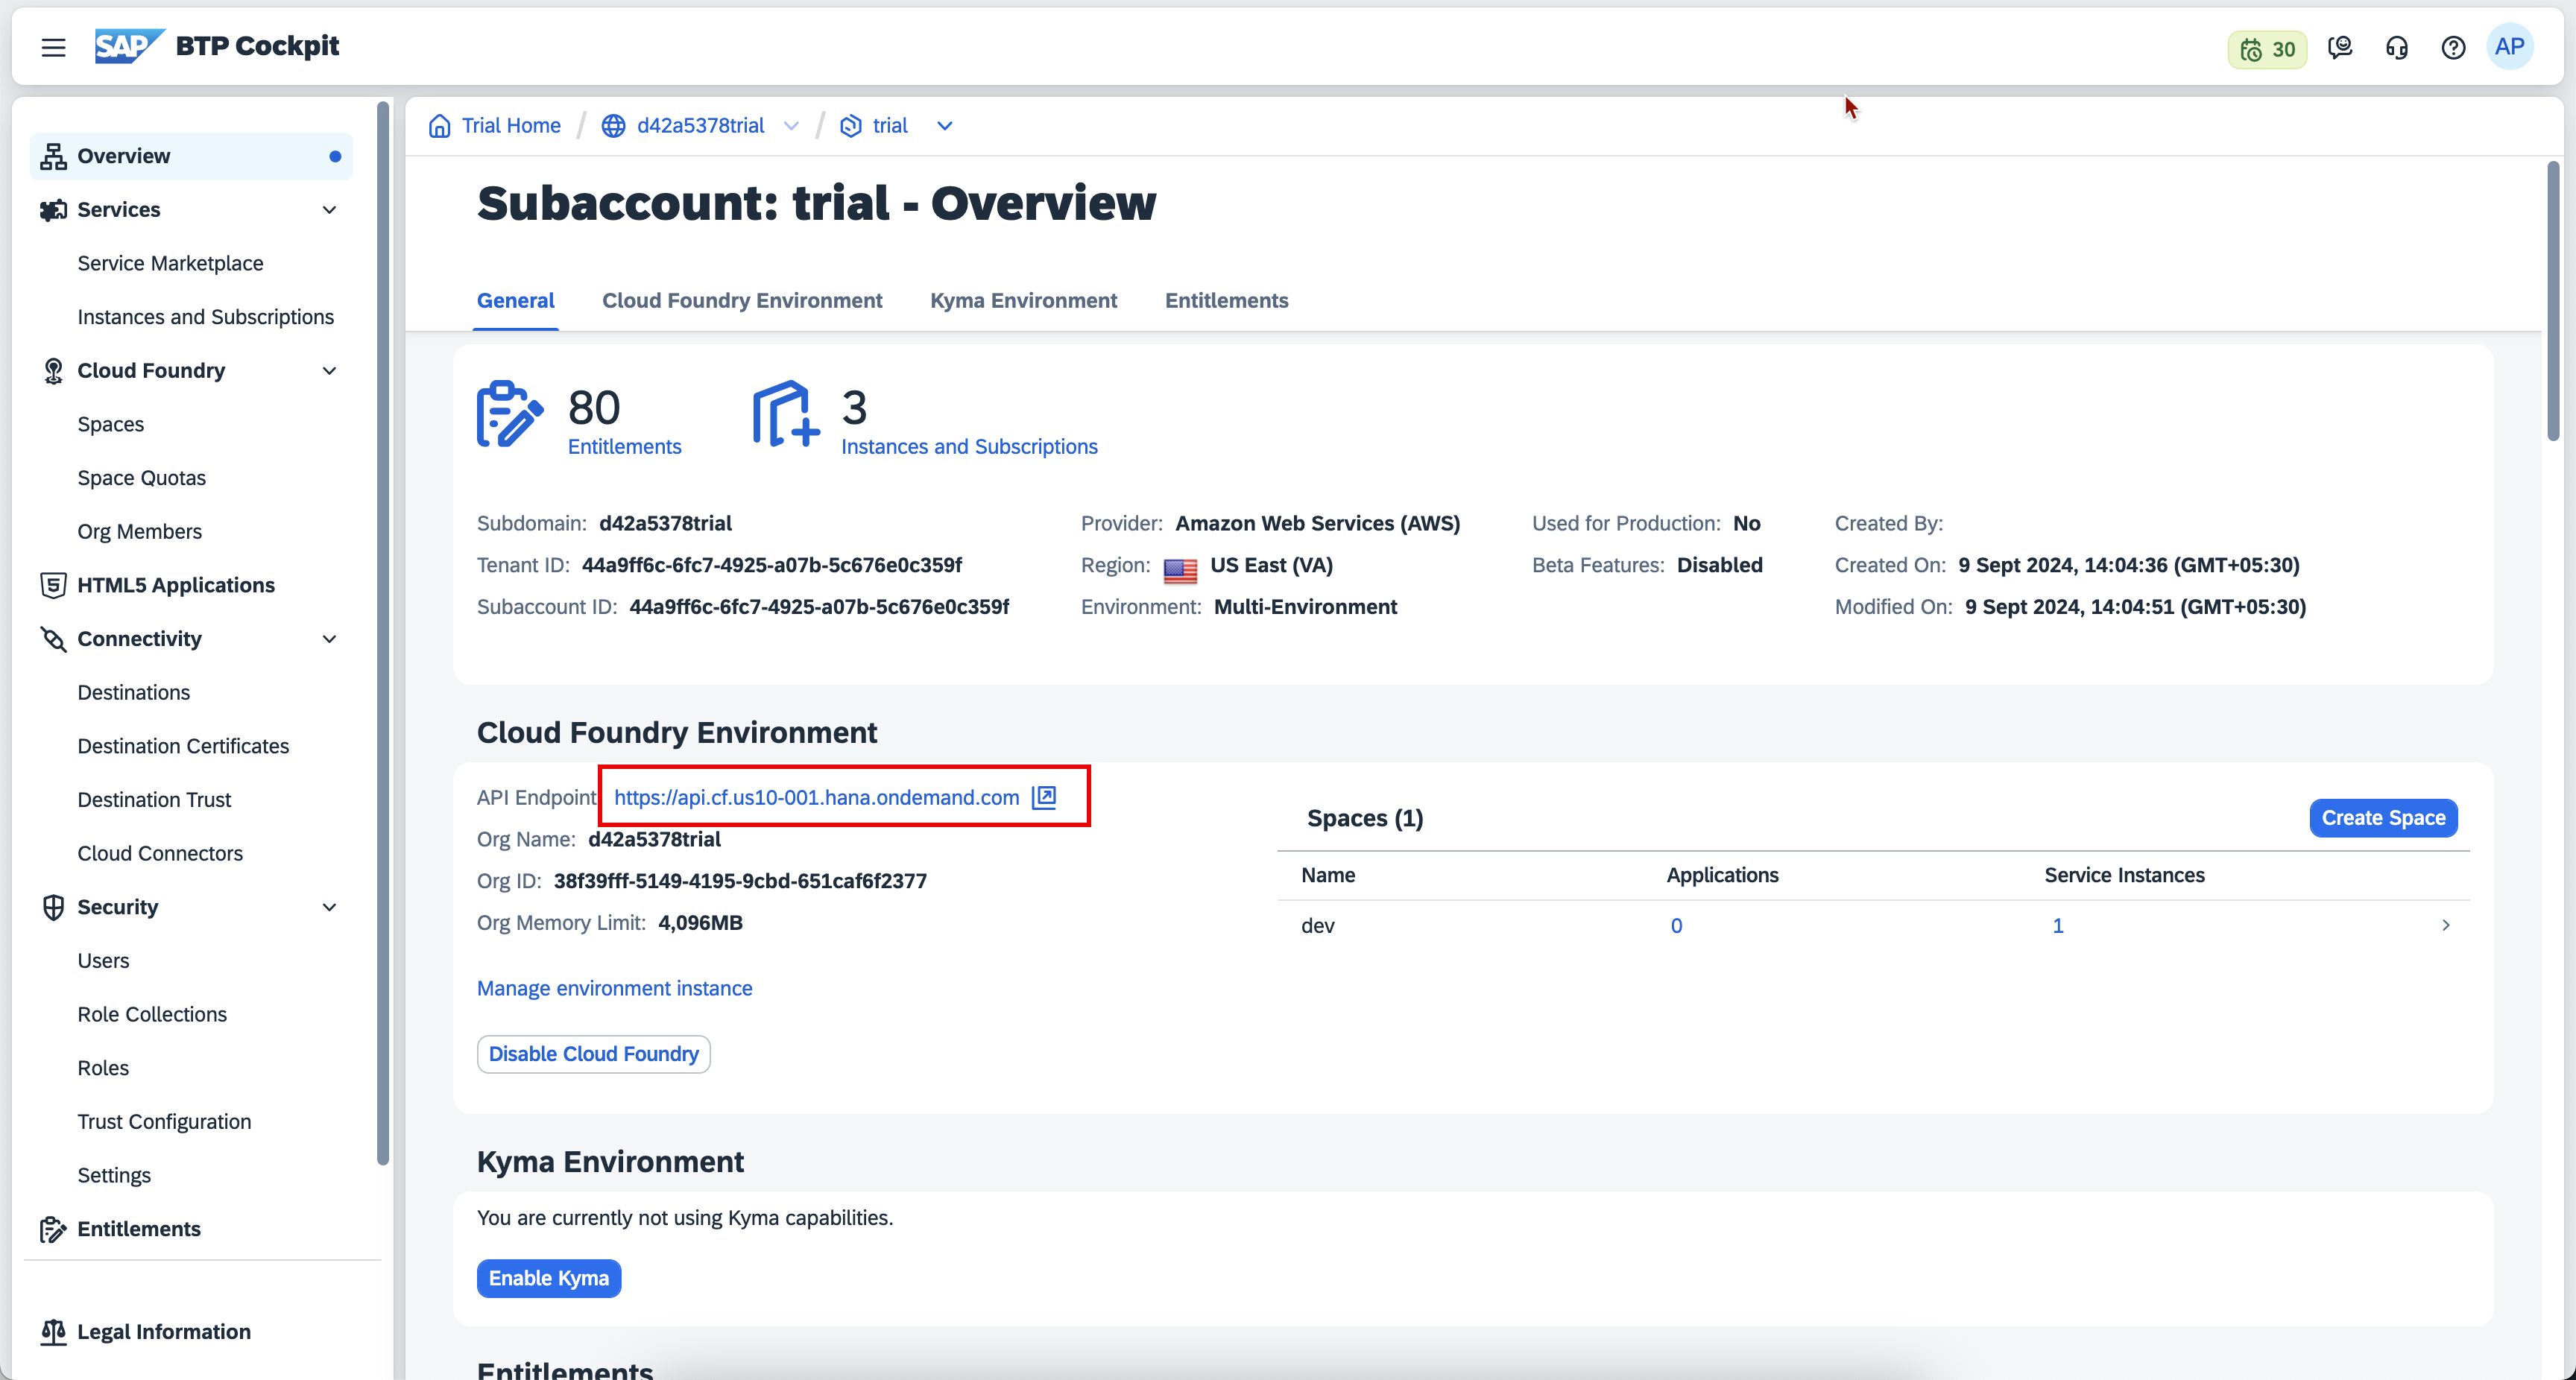 SAP BTP Cockpit
30
AP
Overview
Services
Service Marketplace
Instances and Subscriptions
Cloud Foundry
Spaces
Space Quotas
Org Members
HTML5 Applications
Connectivity
Destinations
Destination Certificates
Destination Trust
Cloud Connectors
Security
Users
Role Collections
Roles
Trust Configuration
Settings
Entitlements
Legal Information
Trial Home / d42a5378trial / trial
Subaccount: trial - Overview
General Cloud Foundry Environment Kyma Environment Entitlements
80
Entitlements
3
Instances and Subscriptions
Subdomain: d42a5378trial
Tenant ID: 44a9ff6c-6fc7-4925-a07b-5c676e0c359f
Subaccount ID: 44a9ff6c-6fc7-4925-a07b-5c676e0c359f
Provider: Amazon Web Services (AWS)
Region: US East (VA)
Environment: Multi-Environment
Used for Production: No
Beta Features: Disabled
Created By:
Created On: 9 Sept 2024, 14:04:36 (GMT+05:30)
Modified On: 9 Sept 2024, 14:04:51 (GMT+05:30)
Cloud Foundry Environment
API Endpoint https://api.cf.us10-001.hana.ondemand.com
Org Name: d42a5378trial
Org ID: 38f39fff-5149-4195-9cbd-651caf6f2377
Org Memory Limit: 4,096MB
Manage environment instance
Disable Cloud Foundry
Spaces (1)
Create Space
Name Applications Service Instances
dev 0 1
Kyma Environment
You are currently not using Kyma capabilities.
Enable Kyma
Entitlements